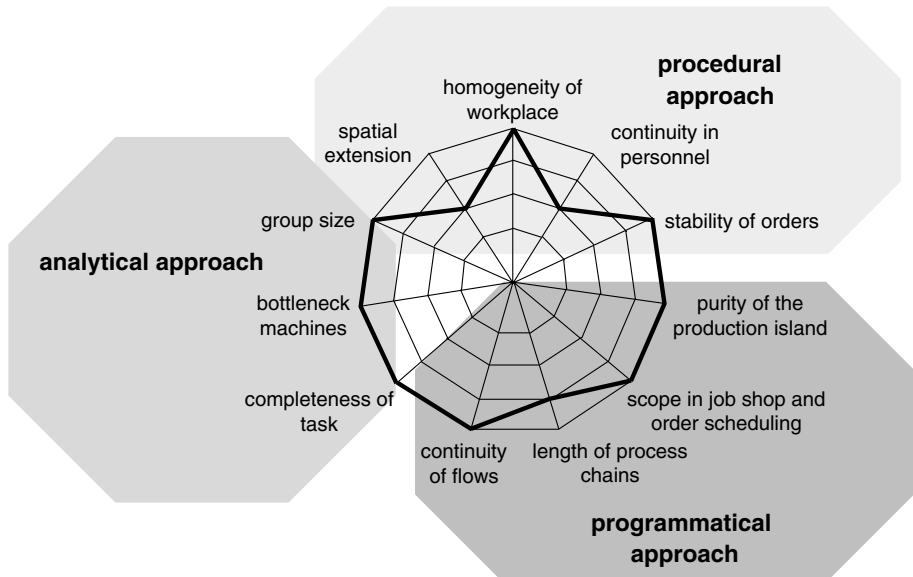 procedural
approach
homogeneity of
workplace
spatial
extension
continuity in
personnel
group size
stability of orders
analytical approach
bottleneck
machines
purity of the
production island
completeness of
task
scope in job shop and
order scheduling
continuity
of flows
length of process
chains
programmatical
approach